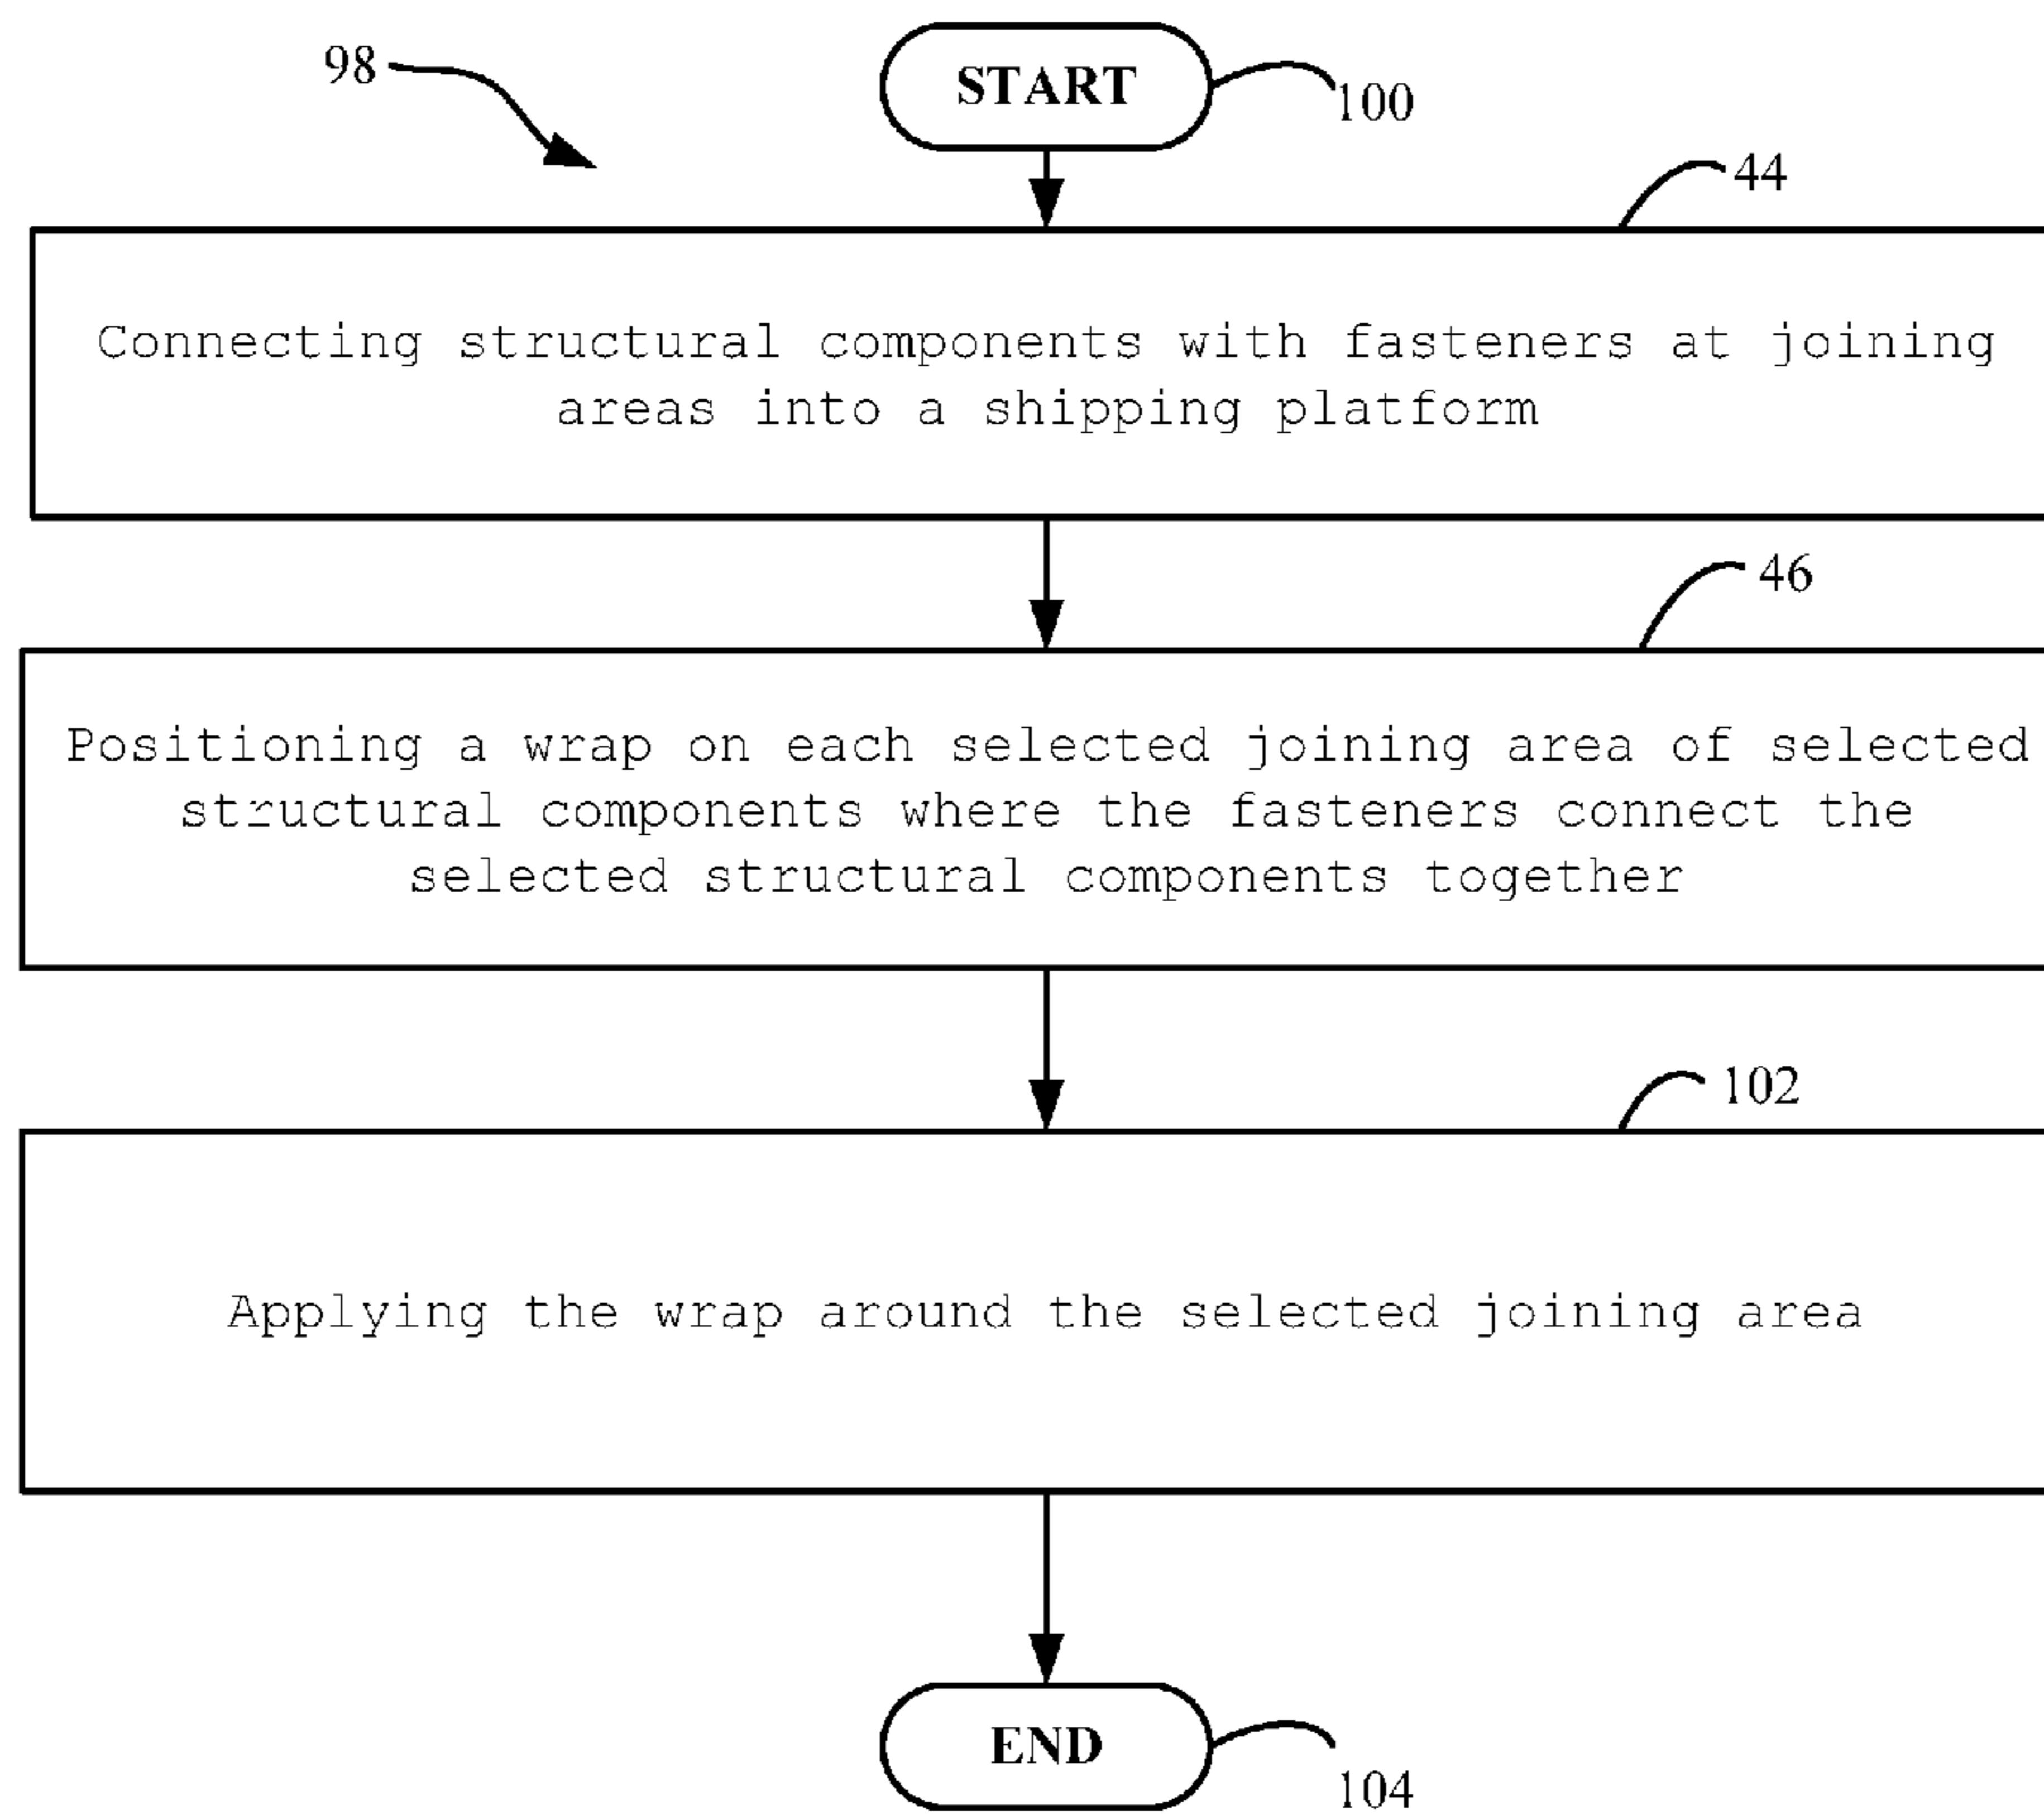 98
START
100
44
Connecting structural components with fasteners at joining
areas into a shipping platform
46
Positioning a wrap on each selected joining area of selected
structural components where the fasteners connect the
selected structural components together
102
Applying the wrap around the selected joining area
END
104